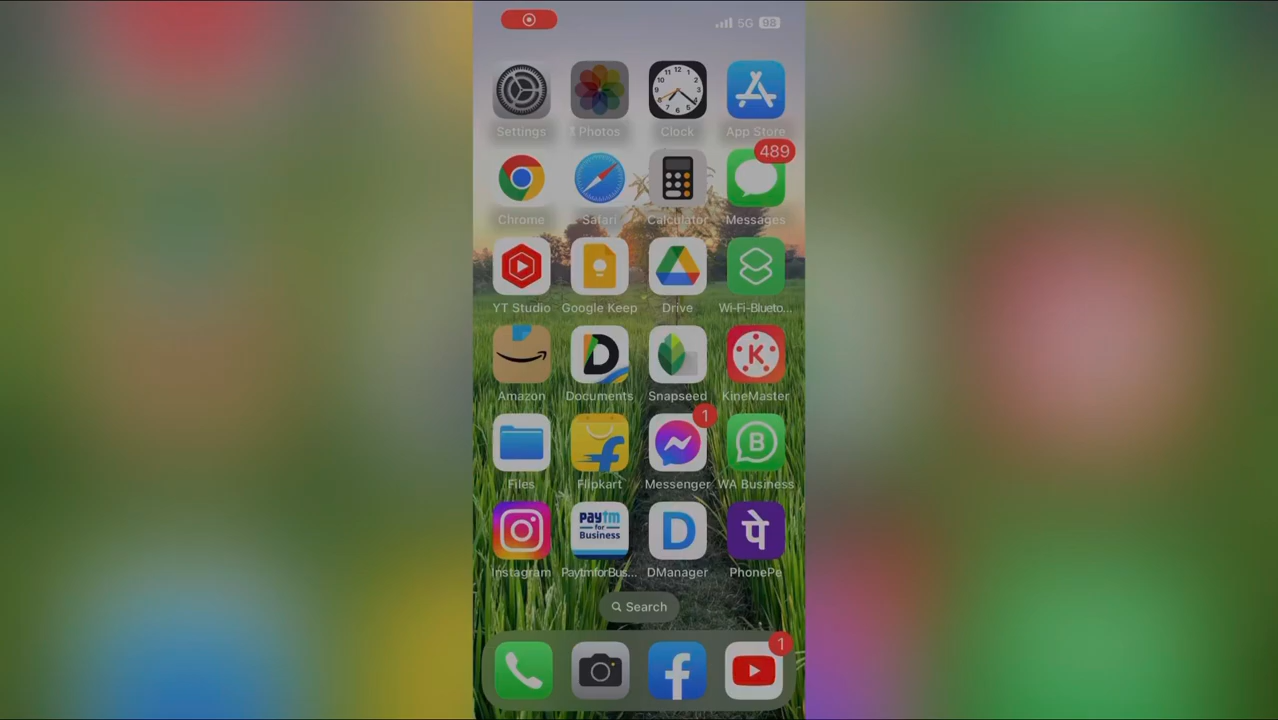 5G 98
Settings Photos Clock App Store
489
Chrome Safari Calculator Messages
YT Studio Google Keep Drive Wi-Fi-Blueto...
Amazon Documents Snapseed KineMaster
1
Files Flipkart Messenger WA Business
Paytm
for
Business
पे
Instagram PaytmforBus... DManager PhonePe
Search
1